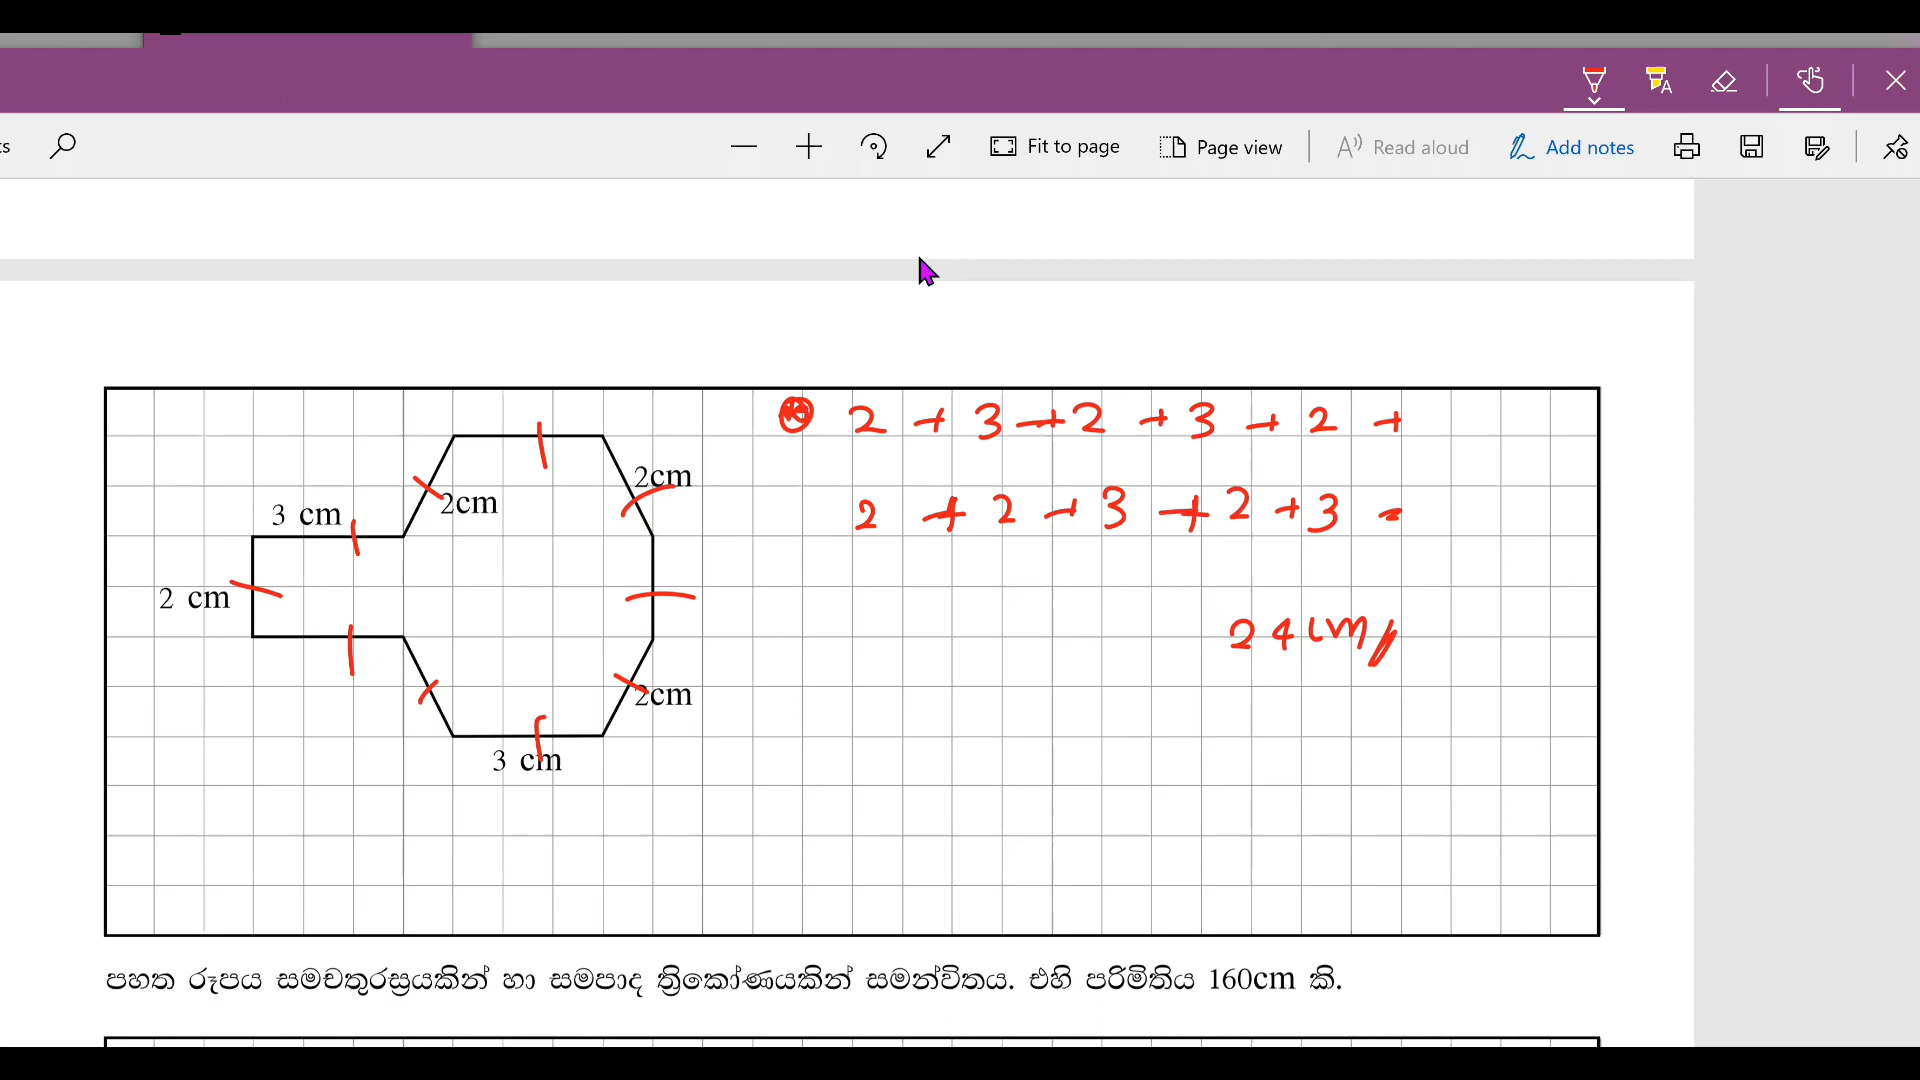 ts
Fit to page
Page view
Read aloud
Add notes
2 + 3 + 2 + 3 + 2 +
2cm
2cm
3 cm
2 + 2 + 3 + 2 + 3 =
2 cm
24cm
2cm
3 cm
පහත රූපය සමචතුරස්‍රයකින් හා සමපාද ත්‍රිකෝණයකින් සමන්විතය. එහි පරිමිතිය 160cm කි.